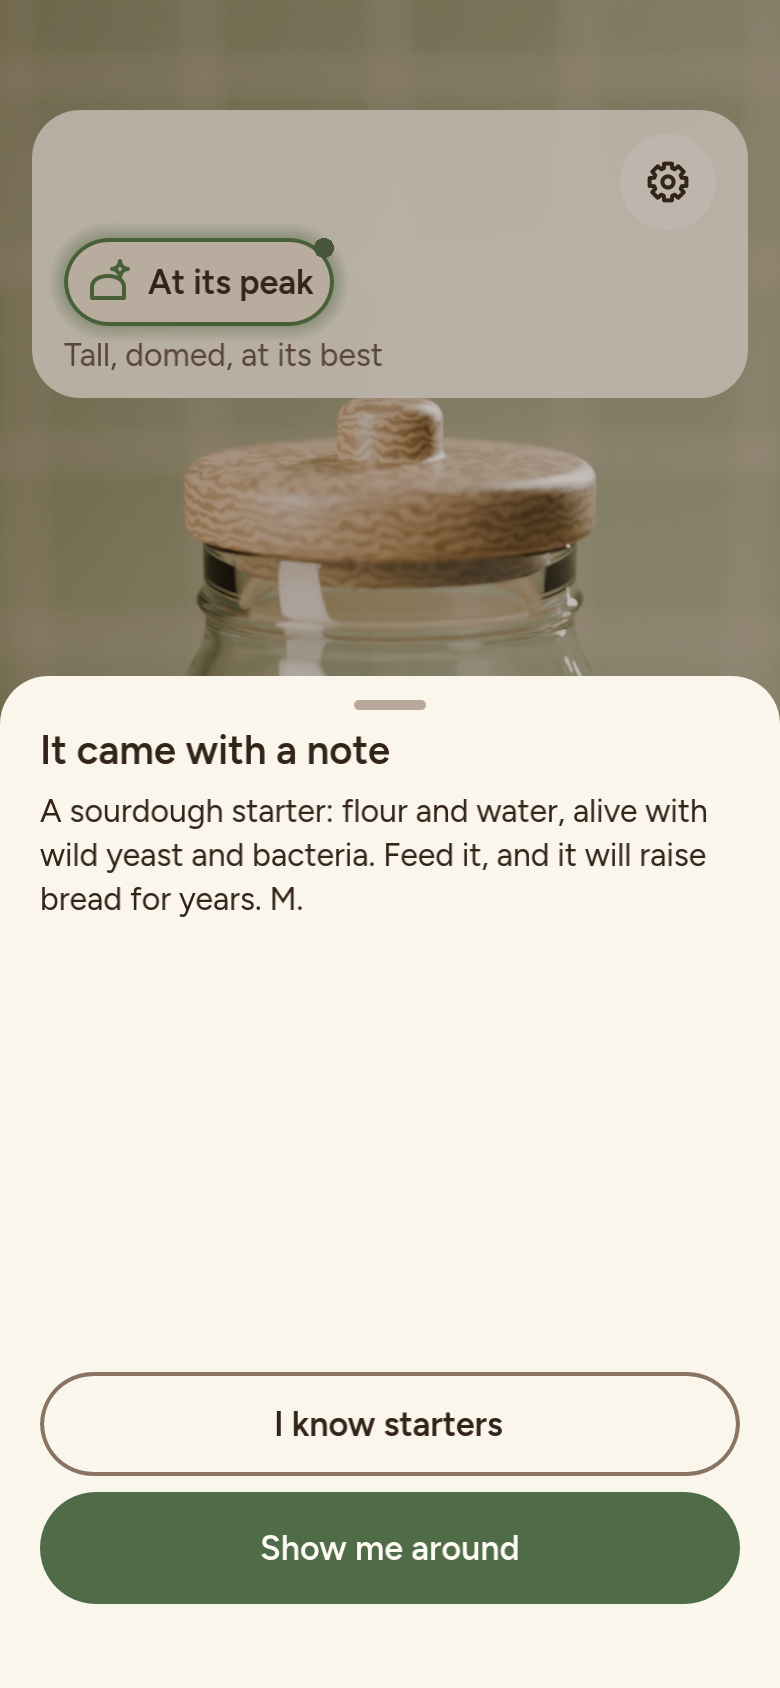 At its peak
Tall, domed, at its best
It came with a note
A sourdough starter: flour and water, alive with
wild yeast and bacteria. Feed it, and it will raise
bread for years. M.
I know starters
Show me around